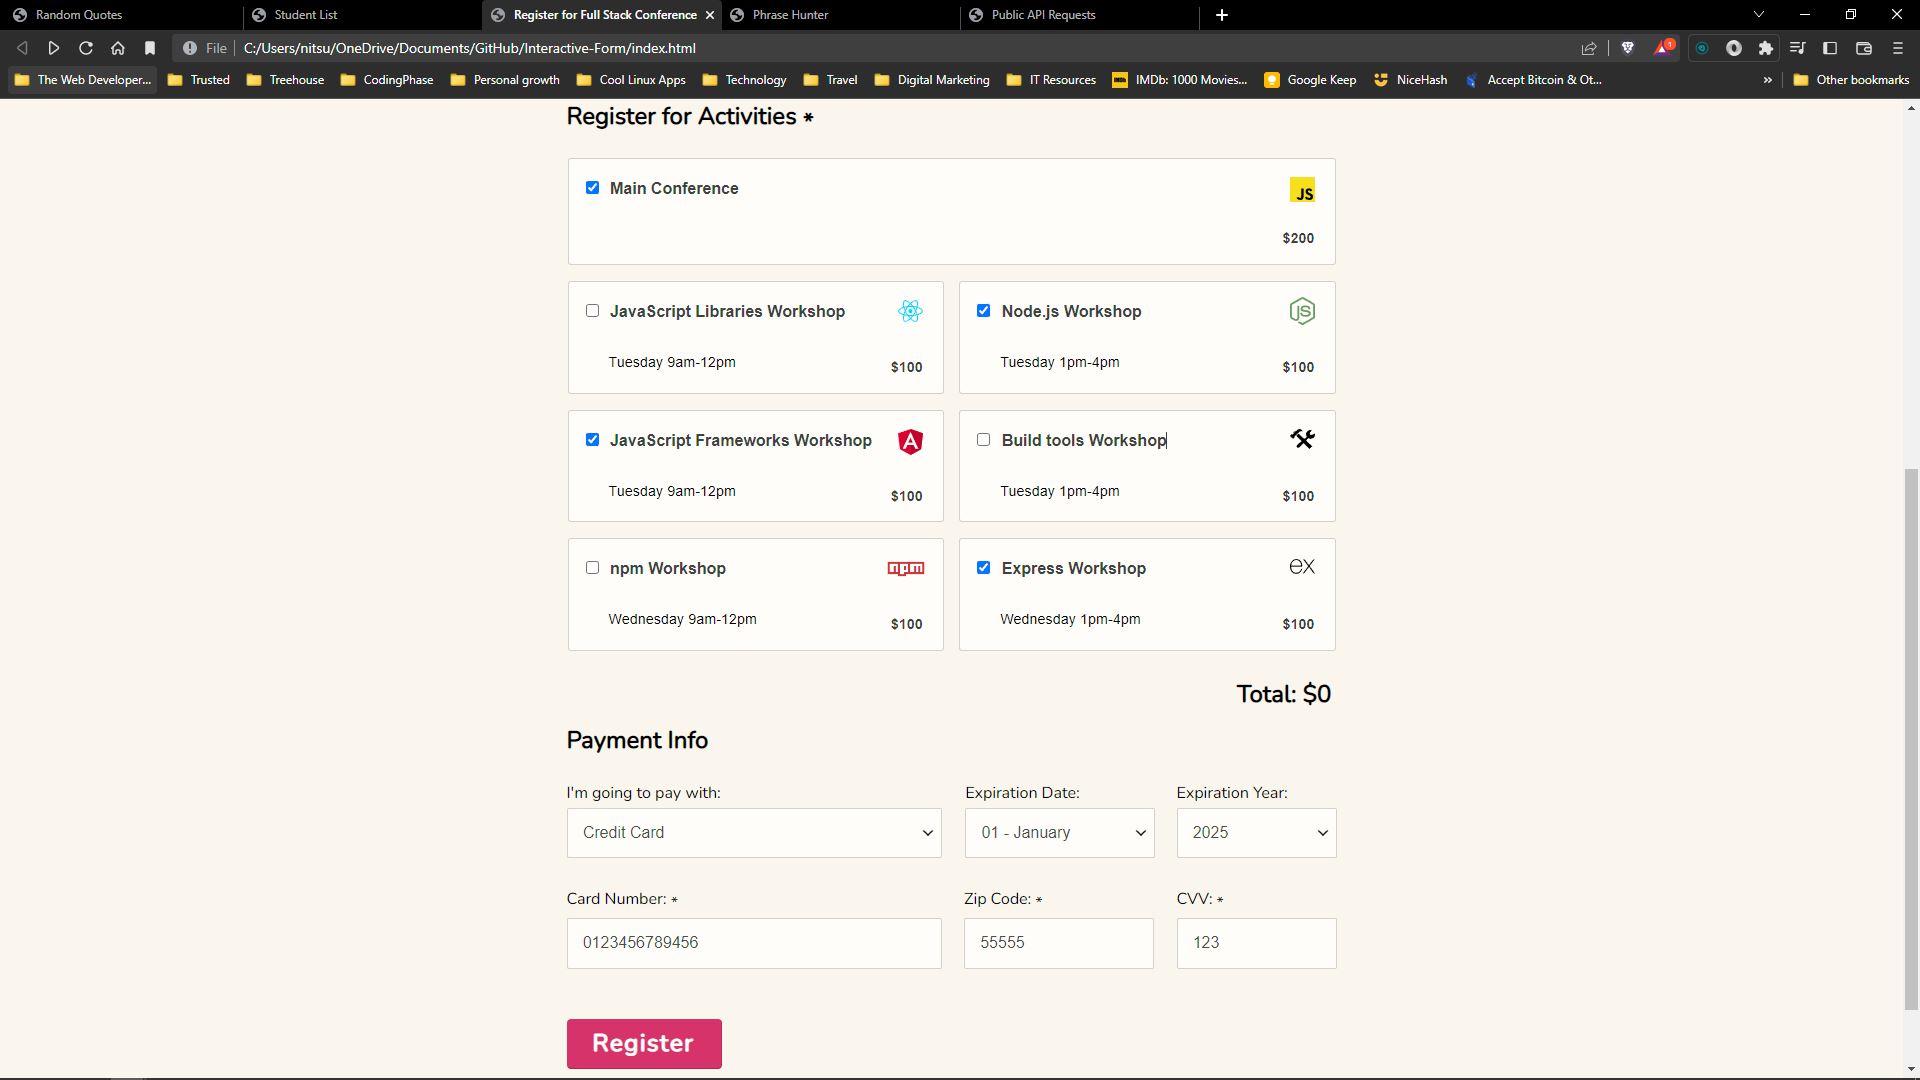 Random Quotes
Student List
Register for Full Stack Conference
Phrase Hunter
Public API Requests
File
C:/Users/nitsu/OneDrive/Documents/GitHub/Interactive-Form/index.html
1
The Web Developer...
Trusted
Treehouse
CodingPhase
Personal growth
Cool Linux Apps
Technology
Travel
Digital Marketing
IT Resources
IMDb: 1000 Movies...
Google Keep
NiceHash
Accept Bitcoin & Ot...
»
Other bookmarks
Register for Activities *
Main Conference
JS
$200
JavaScript Libraries Workshop
Tuesday 9am-12pm
$100
Node.js Workshop
JS
Tuesday 1pm-4pm
$100
JavaScript Frameworks Workshop
A
Tuesday 9am-12pm
$100
Build tools Workshop
Tuesday 1pm-4pm
$100
npm Workshop
npm
Wednesday 9am-12pm
$100
Express Workshop
ex
Wednesday 1pm-4pm
$100
Total: $0
Payment Info
I'm going to pay with:
Expiration Date:
Expiration Year:
Credit Card
01 - January
2025
Card Number: *
Zip Code: *
CVV: *
0123456789456
55555
123
Register